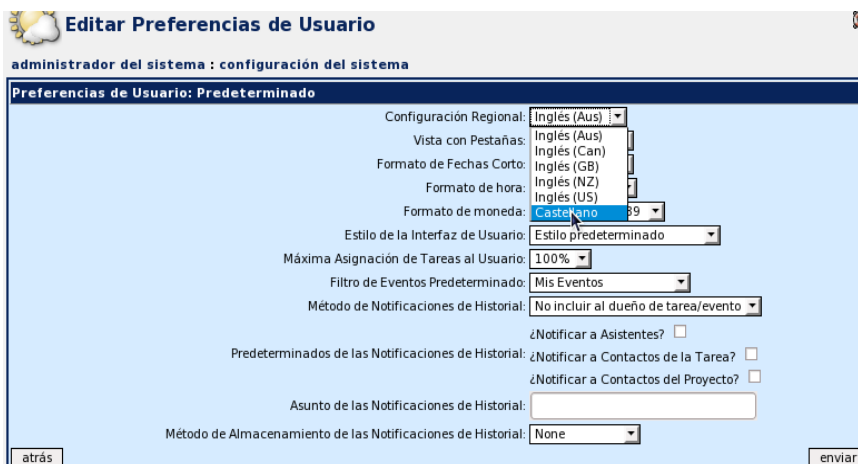 Editar Preferencias de Usuario
administrador del sistema : configuración del sistema
Preferencias de Usuario: Predeterminado
Configuración Regional: Inglés (Aus)
Vista con Pestañas:
Inglés (Aus)
Inglés (Can)
Formato de Fechas Corto:
Inglés (GB)
Formato de hora:
Inglés (NZ)
Inglés (US)
Formato de moneda:
Castellano
39
Estilo de la Interfaz de Usuario: Estilo predeterminado
Máxima Asignación de Tareas al Usuario: 100%
Filtro de Eventos Predeterminado: Mis Eventos
Método de Notificaciones de Historial: No incluir al dueño de tarea/evento
¿Notificar a Asistentes?
Predeterminados de las Notificaciones de Historial: ¿Notificar a Contactos de la Tarea?
¿Notificar a Contactos del Proyecto?
Asunto de las Notificaciones de Historial:
Método de Almacenamiento de las Notificaciones de Historial: None
atrás enviar